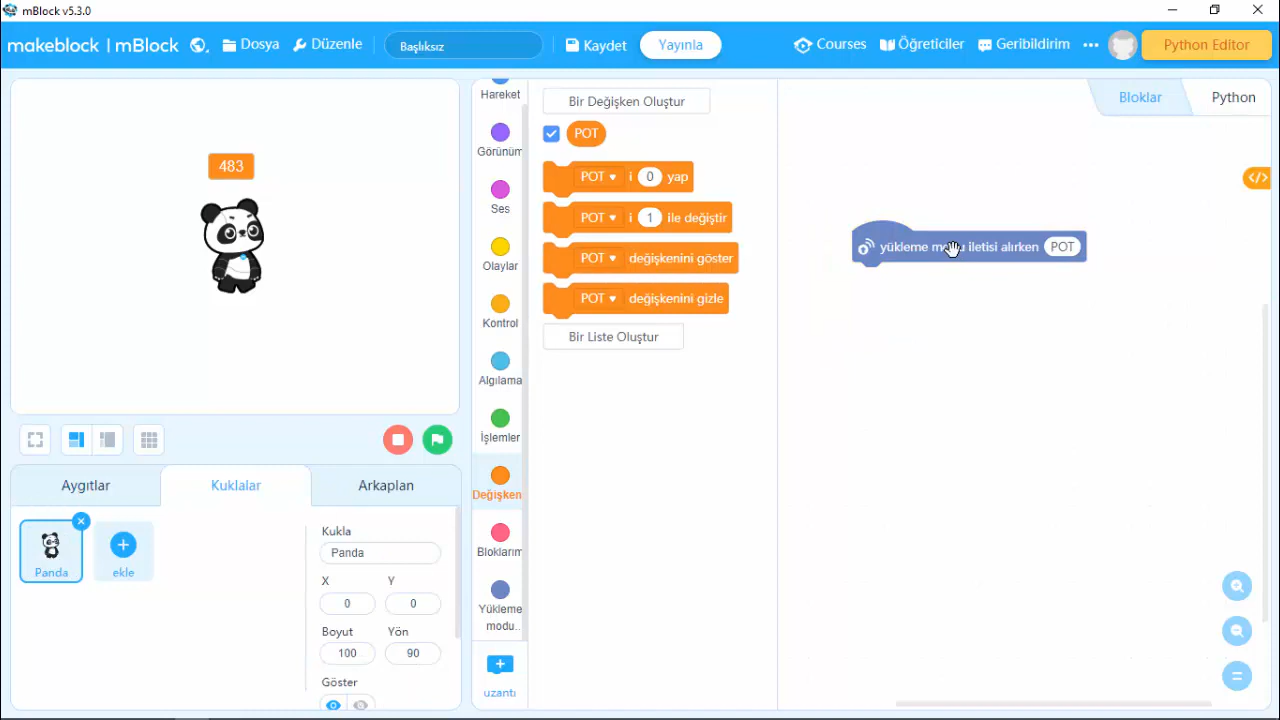 mBlock v5.3.0
makeblock | mBlock
Dosya
Düzenle
Başlıksız
Kaydet
Yayınla
Courses
Öğreticiler
Geribildirim
Python Editor
483
Hareket
Görünüm
Ses
Olaylar
Kontrol
Algılama
İşlemler
Değişken
Bloklarım
Yükleme
modu..
uzantı
Bir Değişken Oluştur
POT
POT i 0 yap
POT i 1 ile değiştir
POT değişkenini göster
POT değişkenini gizle
Bir Liste Oluştur
Bloklar
Python
</>
yükleme modu iletisi alırken POT
Aygıtlar
Kuklalar
Arkaplan
Panda
ekle
Kukla
Panda
X
Y
0
0
Boyut
Yön
100
90
Göster